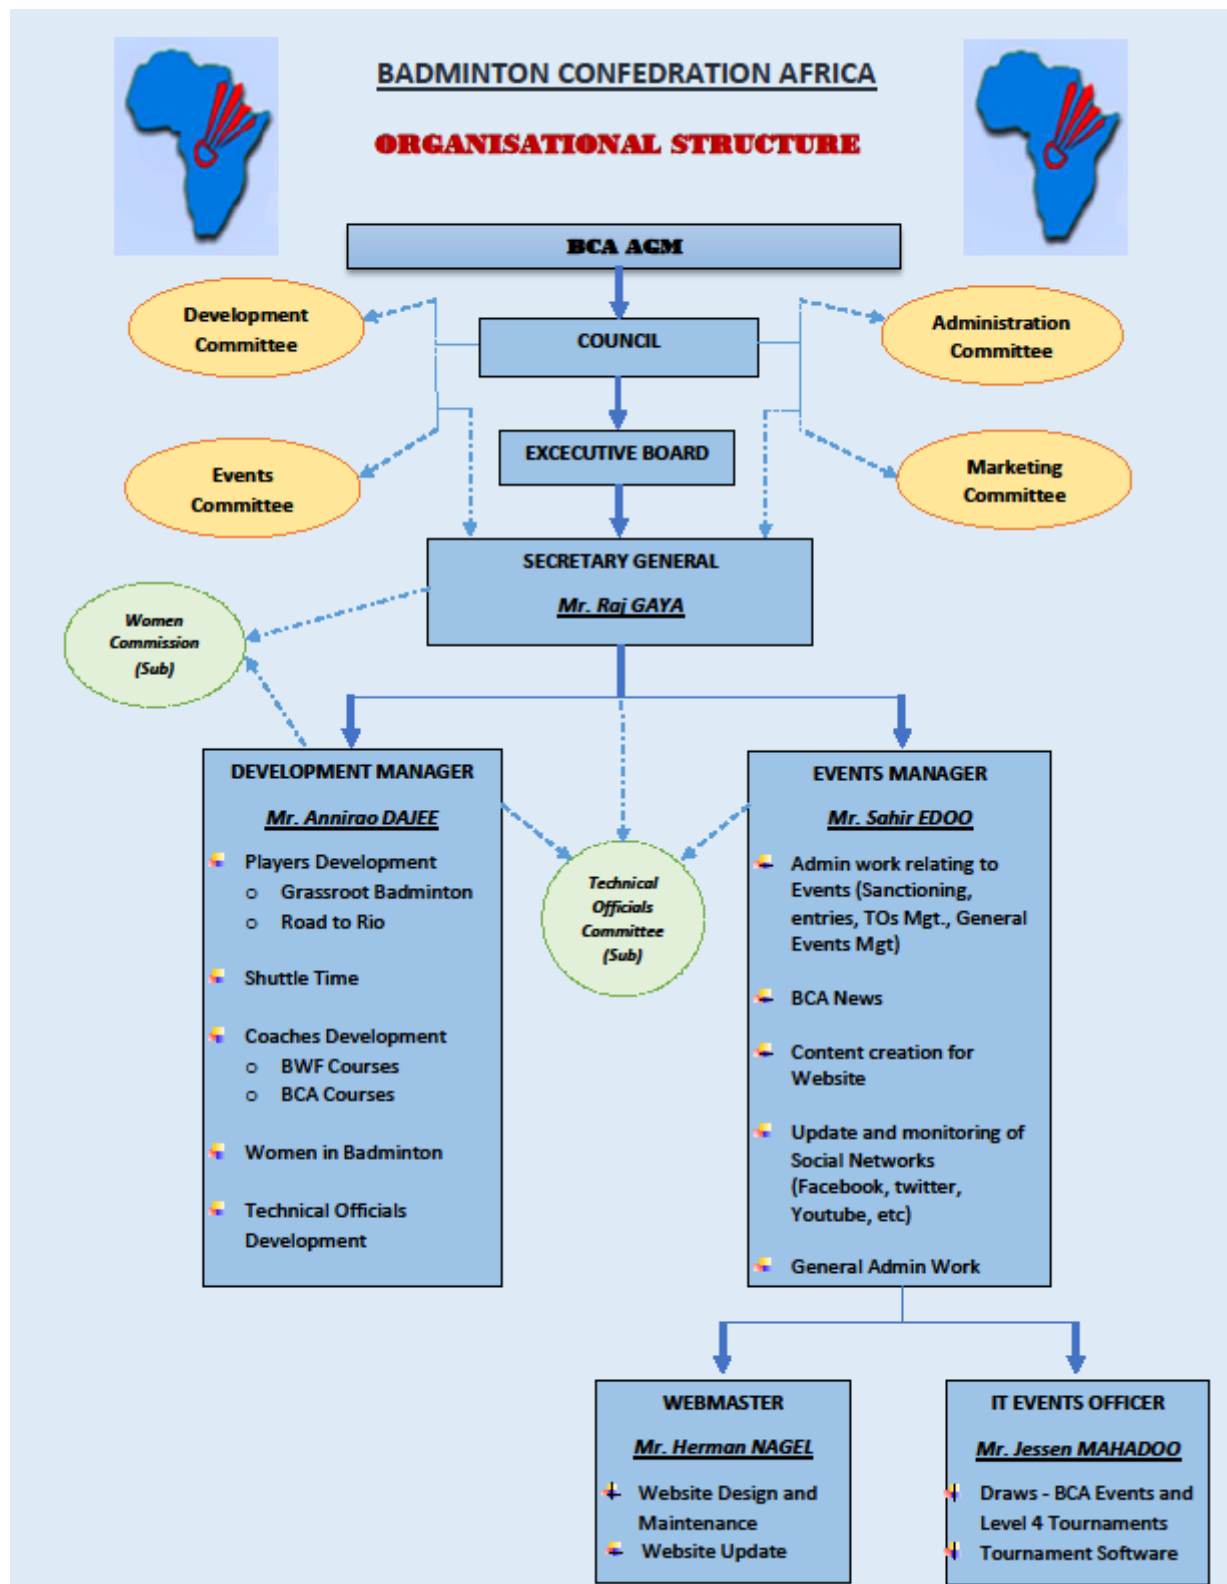 BADMINTON CONFEDRATION AFRICA
ORGANISATIONAL STRUCTURE
BCA AGM
Development
Committee
COUNCIL
Administration
Committee
Events
Committee
EXCECUTIVE BOARD
Marketing
Committee
SECRETARY GENERAL
Mr. Raj GAYA
Women
Commission
(Sub)
DEVELOPMENT MANAGER
Mr. Annirao DAJEE
Players Development
o Grassroot Badminton
o Road to Rio
Shuttle Time
Coaches Development
o BWF Courses
o BCA Courses
Women in Badminton
Technical Officials
Development
Technical
Officials
Committee
(Sub)
EVENTS MANAGER
Mr. Sahir EDOO
Admin work relating to
Events (Sanctioning,
entries, TOs Mgt., General
Events Mgt)
BCA News
Content creation for
Website
Update and monitoring of
Social Networks
(Facebook, twitter,
Youtube, etc)
General Admin Work
WEBMASTER
Mr. Herman NAGEL
Website Design and
Maintenance
Website Update
IT EVENTS OFFICER
Mr. Jessen MAHADOO
Draws - BCA Events and
Level 4 Tournaments
Tournament Software